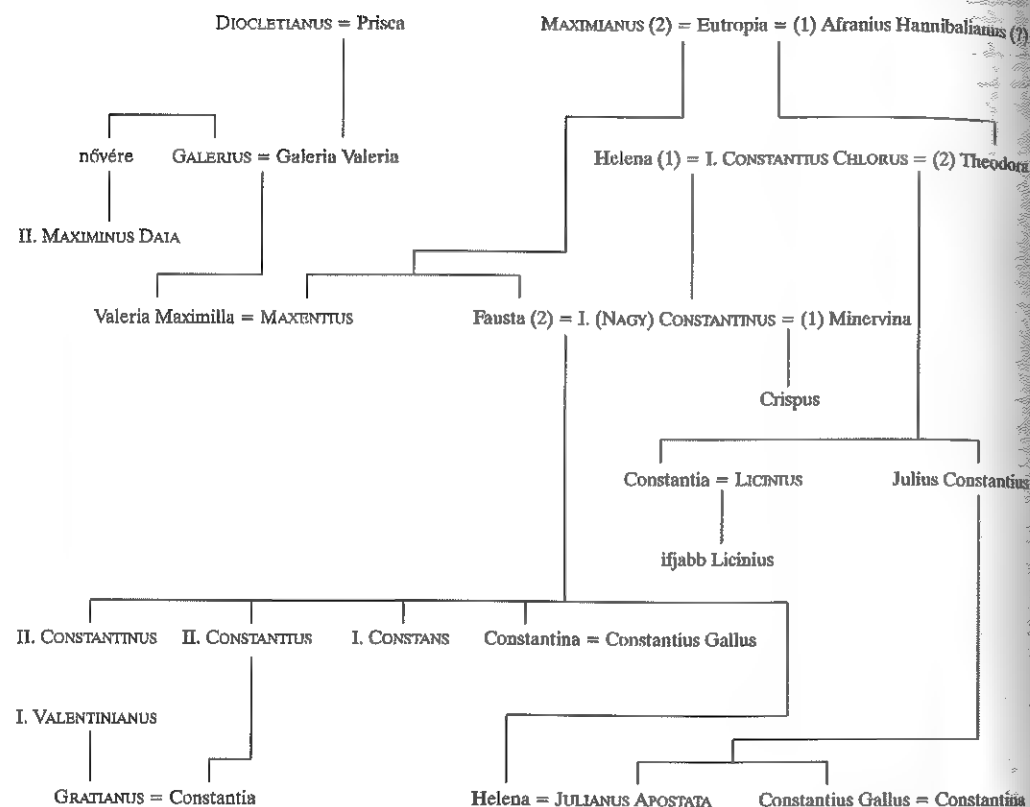 DIOCLETIANUS = Prisca MAXIMIANUS (2) = Eutropia = (1) Afranius Hannibalianus (?)
nővére GALERIUS = Galeria Valeria Helena (1) = I. CONSTANTIUS CHLORUS = (2) Theodora
II. MAXIMINUS DAIA
Valeria Maximilla = MAXENTIUS Fausta (2) = I. (NAGY) CONSTANTINUS = (1) Minervina
Crispus
Constantia = LICINIUS Julius Constantius
ifjabb Licinius
II. CONSTANTINUS II. CONSTANTIUS I. CONSTANS Constantina = Constantius Gallus
I. VALENTINIANUS
GRATIANUS = Constantia Helena = JULIANUS APOSTATA Constantius Gallus = Constantina